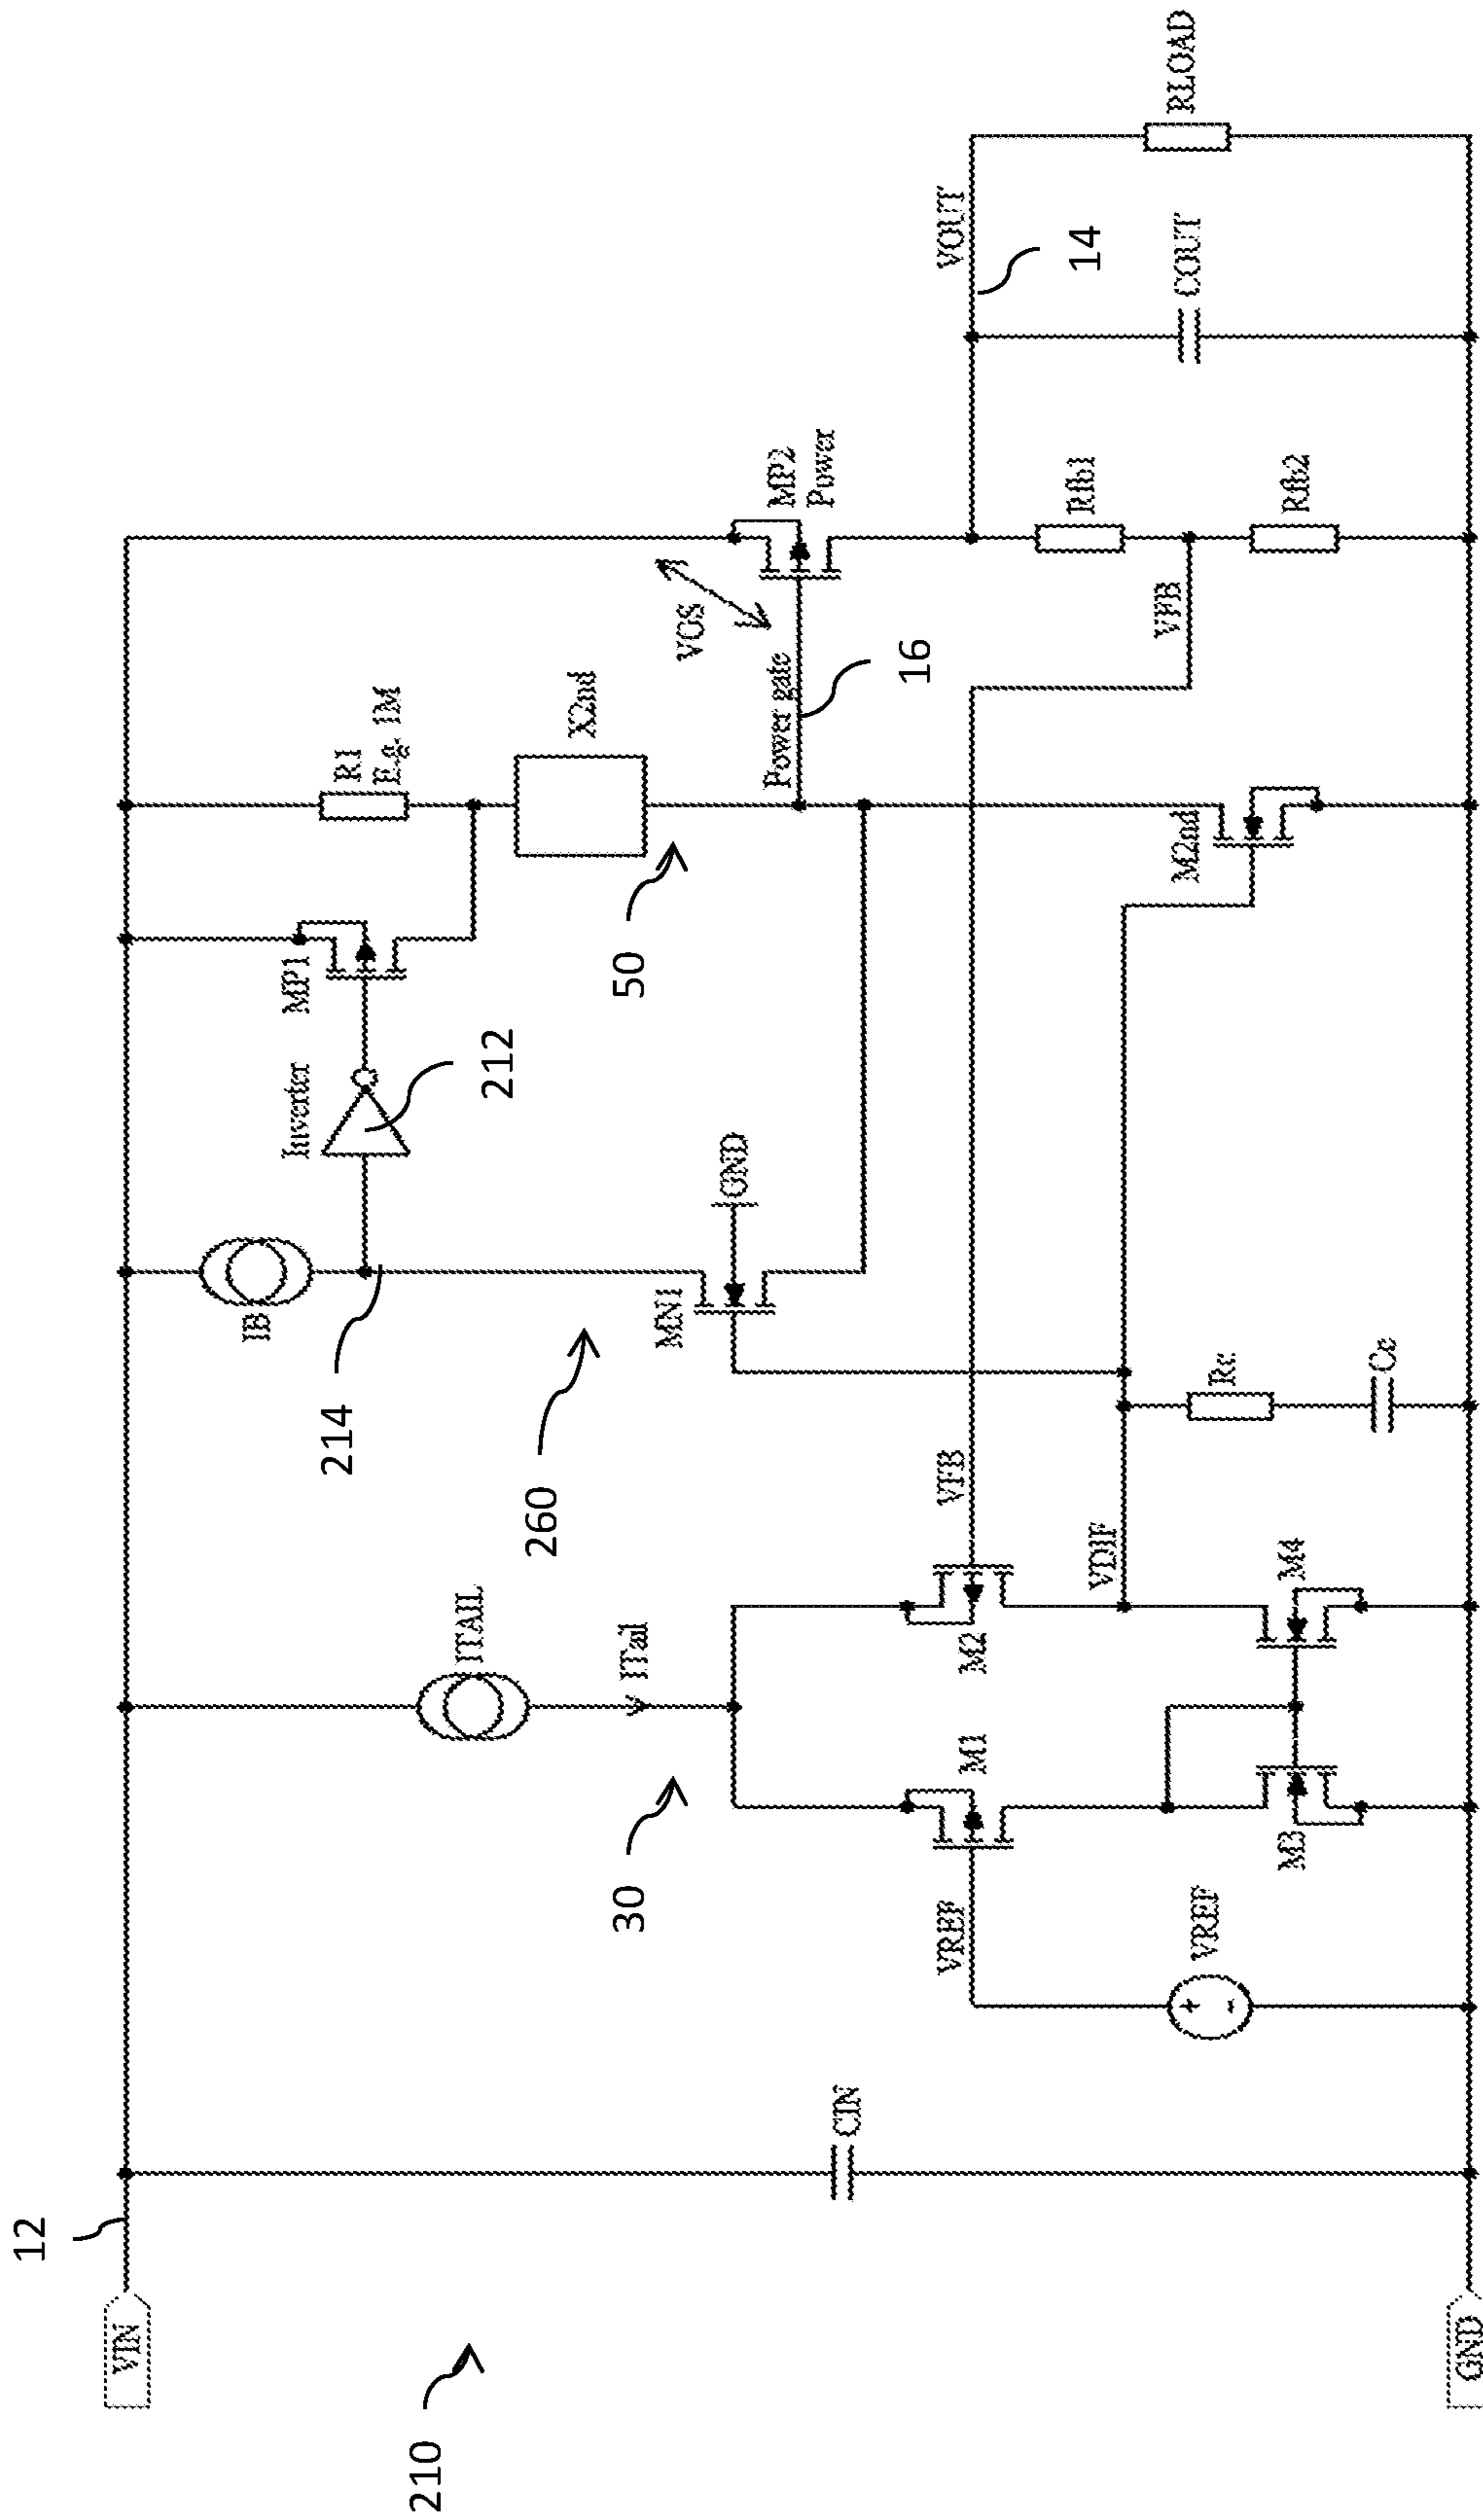 210
VIN
12
GND
CIN
VREF
VREF
30
M1
M3
ITAIL
ITail
M2
VFB
VDIF
M4
Rc
Cc
260
214
IB
MN1
GND
Inverter
212
MP1
50
R1
E.g. 1M
X2nd
M2nd
Power gate
16
VGS
MP2
Power
VFB
Rfb1
Rfb2
VOUT
14
COUT
RLOAD